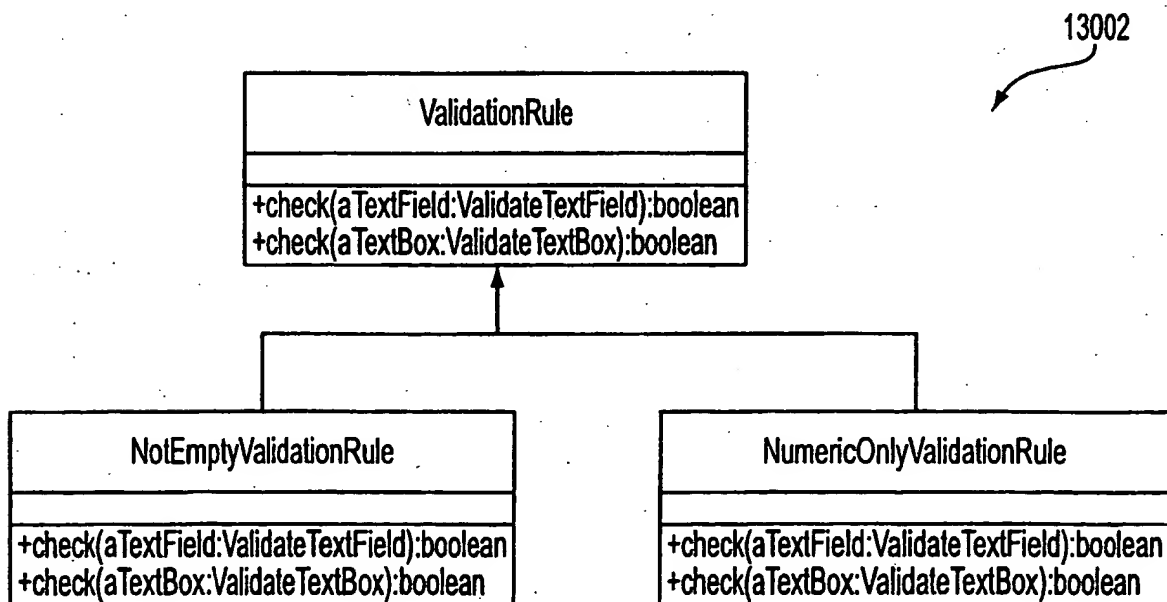 13002
ValidationRule
+check(aTextField:ValidateTextField):boolean
+check(aTextBox:ValidateTextBox):boolean
NotEmptyValidationRule
+check(aTextField:ValidateTextField):boolean
+check(aTextBox:ValidateTextBox):boolean
NumericOnlyValidationRule
+check(aTextField:ValidateTextField):boolean
+check(aTextBox:ValidateTextBox):boolean